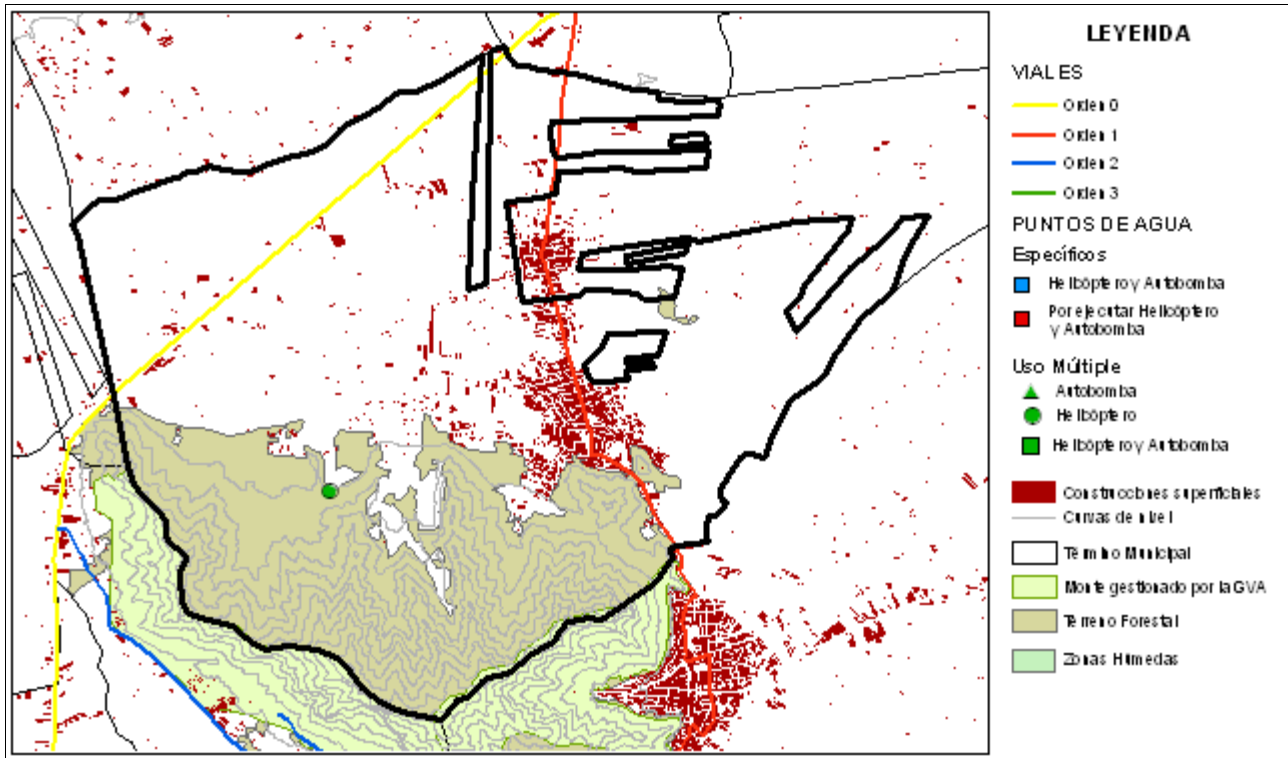 LEYENDA
VIALES
Orden 0
Orden 1
Orden 2
Orden 3
PUNTOS DE AGUA
Específicos
Helicóptero y Autobomba
Por ejecutar Helicóptero
y Autobomba
Uso Múltiple
Autobomba
Helicóptero
Helicóptero y Autobomba
Construcciones superficiales
Curvas de nivel
Término Municipal
Monte gestionado por la GVA
Terreno Forestal
Zonas Húmedas